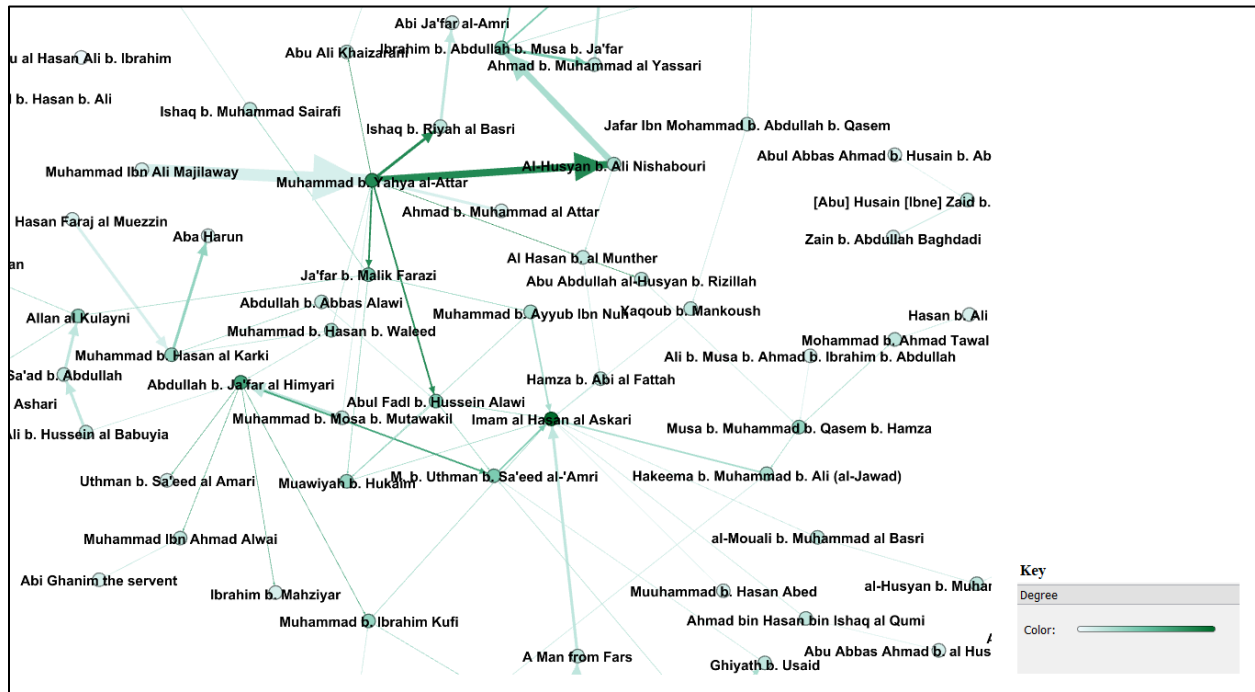 Abi Ja'far al-Amri
Ibrahim b. Abdullah b. Musa b. Ja'far
Abu Ali Khaizarani
u al Hasan Ali b. Ibrahim
Ahmad b. Muhammad al Yassari
l b. Hasan b. Ali
Ishaq b. Muhammad Sairafi
Ishaq b. Riyah al Basri
Jafar Ibn Mohammad b. Abdullah b. Qasem
Abul Abbas Ahmad b. Husain b. Ab
Al-Husyan b. Ali Nishabouri
Muhammad Ibn Ali Majilaway
Muhammad b. Yahya al-Attar
[Abu] Husain [Ibne] Zaid b.
Ahmad b. Muhammad al Attar
Hasan Faraj al Muezzin
Aba Harun
Zain b. Abdullah Baghdadi
Al Hasan b. al Munther
an
Ja'far b. Malik Farazi
Abu Abdullah al-Husyan b. Rizillah
Abdullah b. Abbas Alawi
Muhammad b. Ayyub Ibn Nuh
Yaqoub b. Mankoush
Hasan b. Ali
Allan al Kulayni
Muhammad b. Hasan b. Waleed
Mohammad b. Ahmad Tawal
Muhammad b. Hasan al Karki
Ali b. Musa b. Ahmad b. Ibrahim b. Abdullah
Sa'ad b. Abdullah
Abdullah b. Ja'far al Himyari
Hamza b. Abi al Fattah
Ashari
Abul Fadl b. Hussein Alawi
Muhammad b. Mosa b. Mutawakil
Imam al Hasan al Askari
Ali b. Hussein al Babuyia
Musa b. Muhammad b. Qasem b. Hamza
Uthman b. Sa'eed al Amari
Muawiyah b. Hukaim
M. b. Uthman b. Sa'eed al-'Amri
Hakeema b. Muhammad b. Ali (al-Jawad)
Muhammad Ibn Ahmad Alwai
al-Mouali b. Muhammad al Basri
Abi Ghanim the servent
Ibrahim b. Mahziyar
Muuhammad b. Hasan Abed
al-Husyan b. Muhar
Muhammad b. Ibrahim Kufi
Ahmad bin Hasan bin Ishaq al Qumi
A Man from Fars
Abu Abbas Ahmad b. al Hus
Ghiyath b. Usaid
Key
Degree
Color: